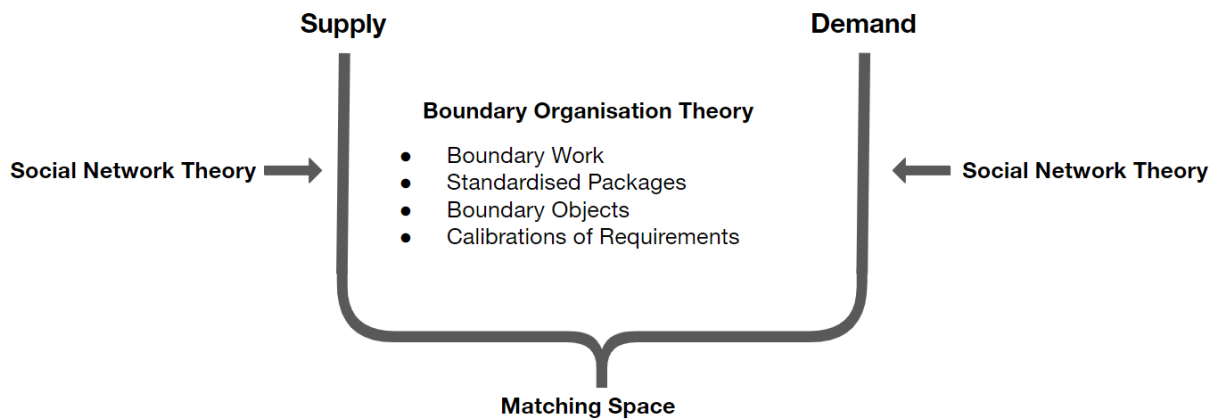 Supply
Demand
Boundary Organisation Theory
● Boundary Work
● Standardised Packages
● Boundary Objects
● Calibrations of Requirements
Social Network Theory
Social Network Theory
Matching Space